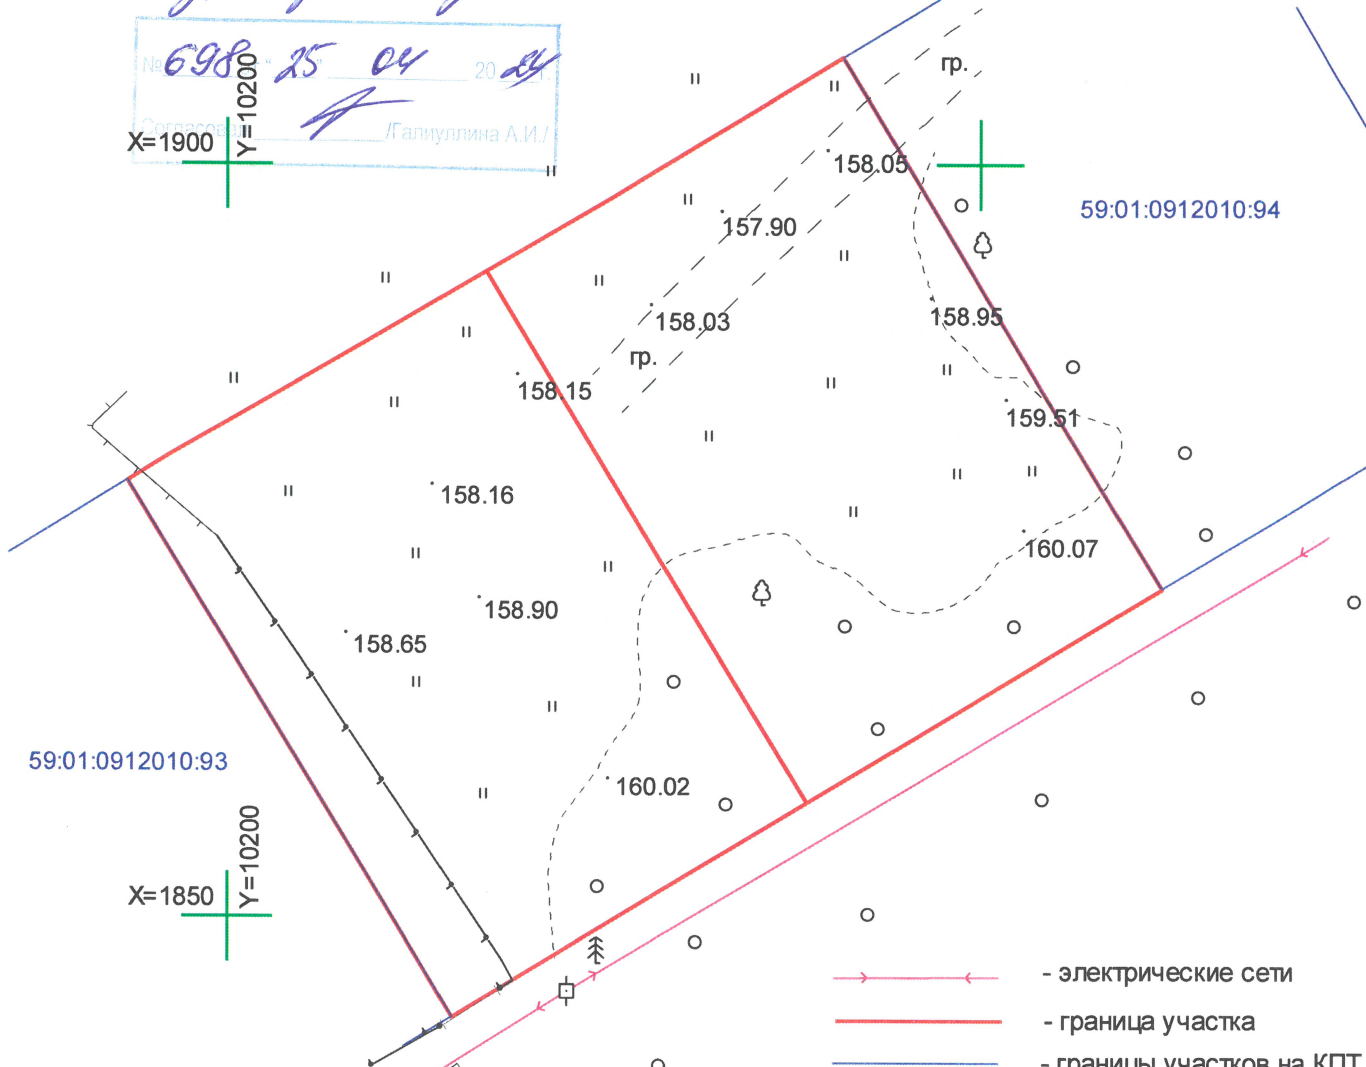 № 698 " 25 " 04 20 24 г.
Согласовал /Галиуллина А.И./
X=1900
Y=10200
гр.
158.05
59:01:0912010:94
157.90
158.03
158.95
гр.
158.15
159.51
158.16
160.07
158.90
158.65
59:01:0912010:93
160.02
Y=10200
X=1850
- электрические сети
- граница участка
- границы участков на КПТ